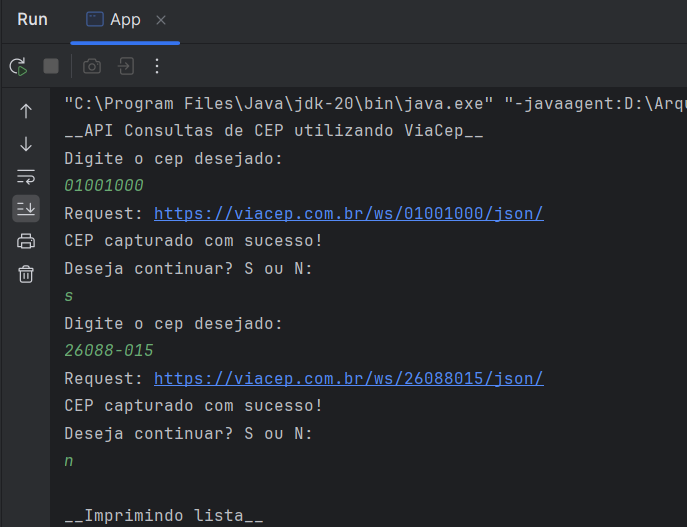 Run App
"C:\Program Files\Java\jdk-20\bin\java.exe" "-javaagent:D:\Arqu
__API Consultas de CEP utilizando ViaCep__
Digite o cep desejado:
01001000
Request: https://viacep.com.br/ws/01001000/json/
CEP capturado com sucesso!
Deseja continuar? S ou N:
s
Digite o cep desejado:
26088-015
Request: https://viacep.com.br/ws/26088015/json/
CEP capturado com sucesso!
Deseja continuar? S ou N:
n
__Imprimindo lista__